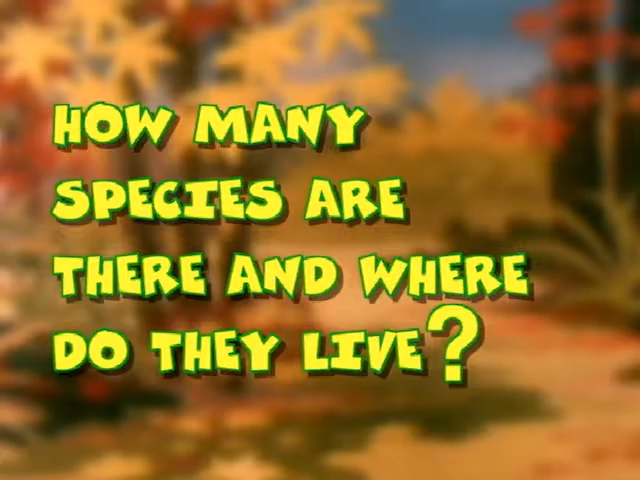 HOW MANY
SPECIES ARE
THERE AND WHERE
DO THEY LIVE?